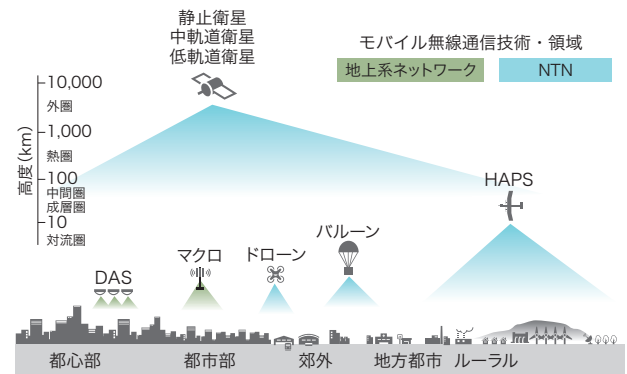 静止衛星
中軌道衛星
低軌道衛星
モバイル無線通信技術・領域
地上系ネットワーク
NTN
高度(km)
10,000
外圏
1,000
熱圏
100
中間圏
成層圏
10
対流圏
HAPS
バルーン
ドローン
マクロ
DAS
都心部
都市部
郊外
地方都市
ルーラル